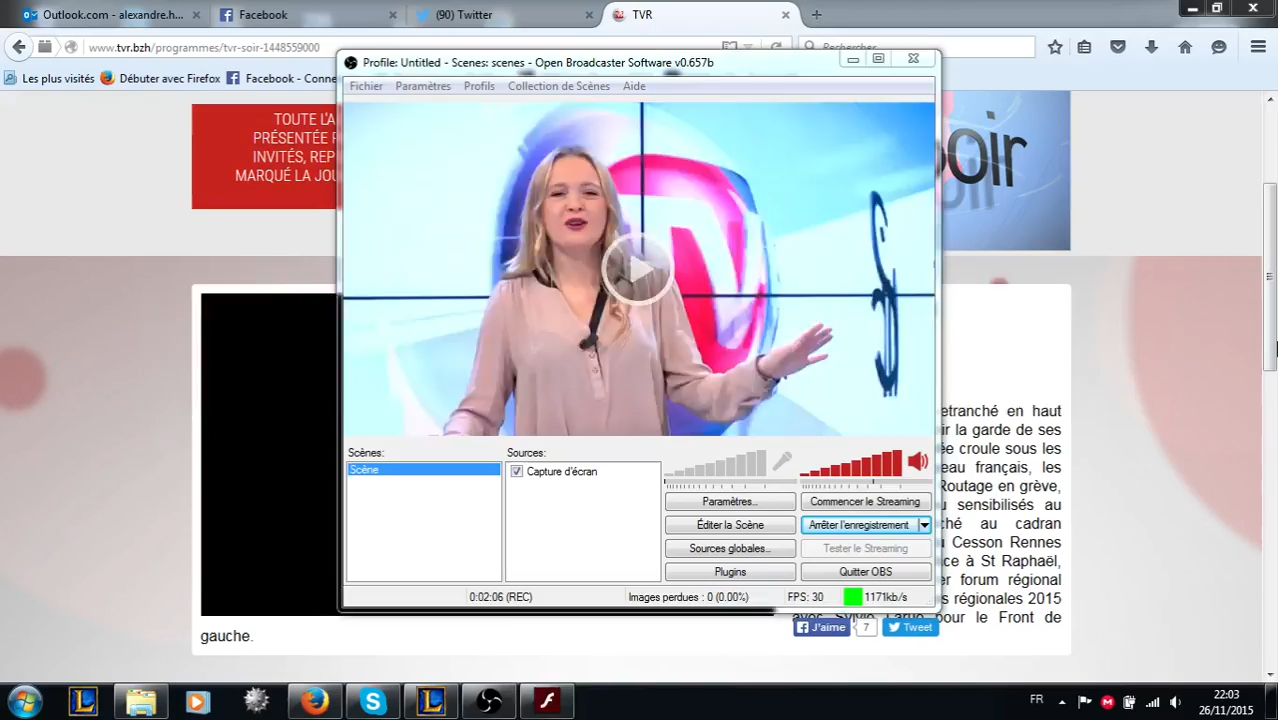 Outlook.com - alexandre.h...
Facebook
(90) Twitter
TVR
www.tvr.bzh/programmes/tvr-soir-1448559000
Rechercher
Les plus visités
Débuter avec Firefox
Facebook - Conne
Profile: Untitled - Scenes: scenes - Open Broadcaster Software v0.657b
Fichier
Paramètres
Profils
Collection de Scènes
Aide
TOUTE L'A
PRÉSENTÉE
INVITÉS, REP
MARQUÉ LA JOU
soir
Scènes:
Scène
Sources:
Capture d'écran
Paramètres...
Commencer le Streaming
Éditer la Scène
Arrêter l'enregistrement
Sources globales...
Tester le Streaming
Plugins
Quitter OBS
0:02:06 (REC)
Images perdues : 0 (0.00%)
FPS: 30
1171kb/s
etranché en haut
ir la garde de ses
ée croule sous les
eau français, les
Routage en grève,
sensibilisés au
ché au cadran
Cesson Rennes
ce à St Raphaël,
er forum régional
s régionales 2015
pour le Front de
gauche.
J'aime
7
Tweet
FR
22:03
26/11/2015